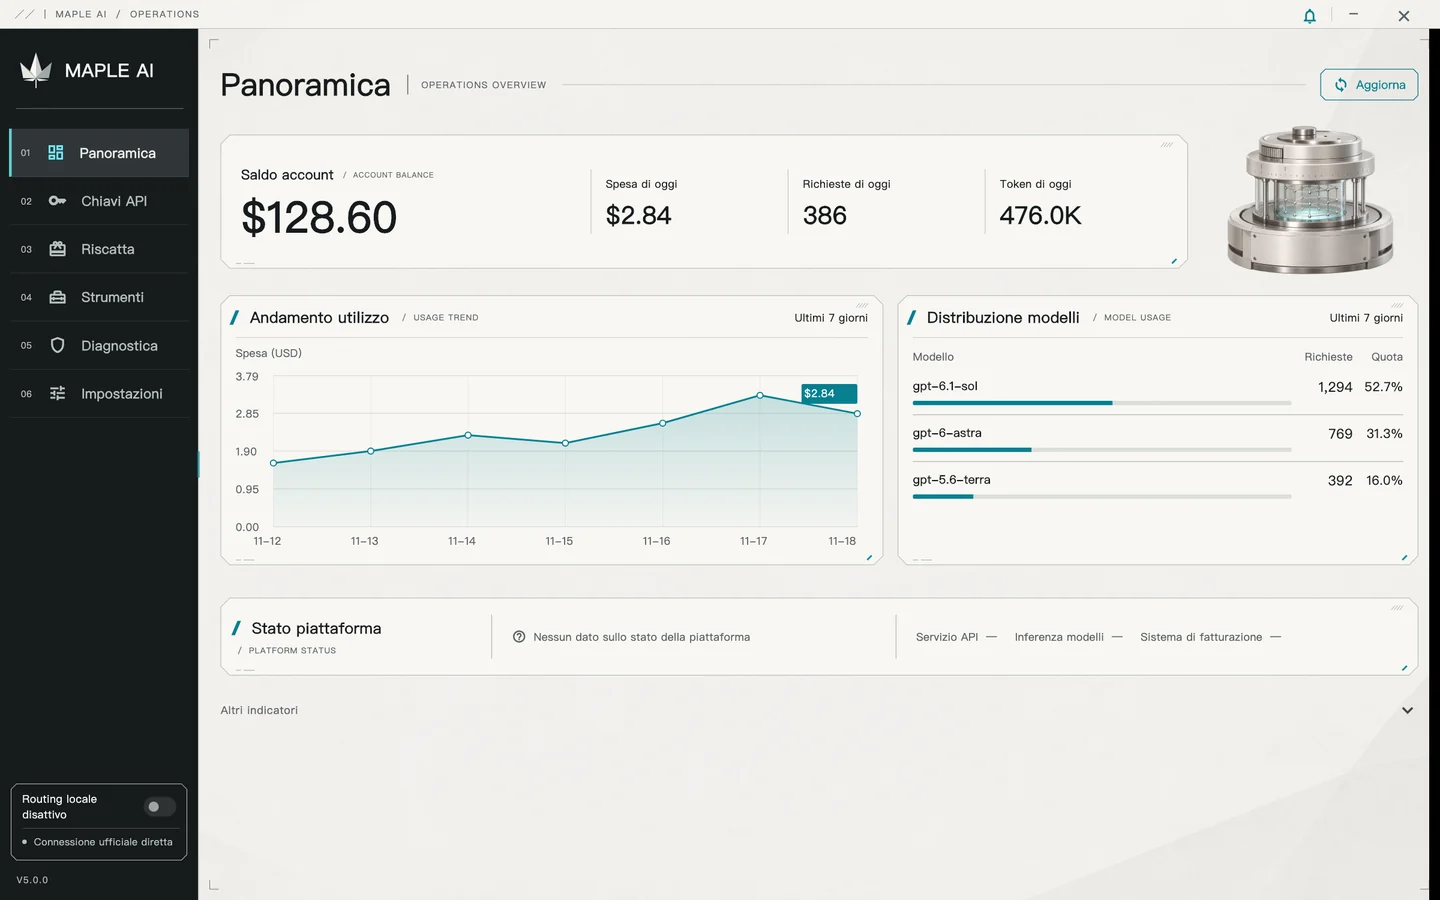 MAPLE AI / OPERATIONS
MAPLE AI
01 Panoramica
02 Chiavi API
03 Riscatta
04 Strumenti
05 Diagnostica
06 Impostazioni
Routing locale
disattivo
Connessione ufficiale diretta
V5.0.0
Panoramica
OPERATIONS OVERVIEW
Aggiorna
Saldo account / ACCOUNT BALANCE
$128.60
Spesa di oggi
$2.84
Richieste di oggi
386
Token di oggi
476.0K
Andamento utilizzo / USAGE TREND
Ultimi 7 giorni
Spesa (USD)
3.79
2.85
1.90
0.95
0.00
$2.84
11-12 11-13 11-14 11-15 11-16 11-17 11-18
Distribuzione modelli / MODEL USAGE
Ultimi 7 giorni
Modello Richieste Quota
gpt-6.1-sol 1,294 52.7%
gpt-6-astra 769 31.3%
gpt-5.6-terra 392 16.0%
Stato piattaforma
/ PLATFORM STATUS
Nessun dato sullo stato della piattaforma
Servizio API — Inferenza modelli — Sistema di fatturazione —
Altri indicatori